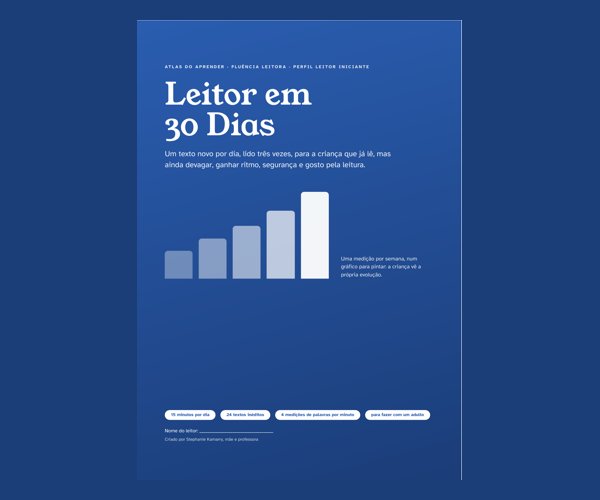 ATLAS DO APRENDER · FLUÊNCIA LEITORA · PERFIL LEITOR INICIANTE
Leitor em
30 Dias
Um texto novo por dia, lido três vezes, para a criança que já lê, mas
ainda devagar, ganhar ritmo, segurança e gosto pela leitura.
Uma medição por semana, num
gráfico para pintar: a criança vê a
própria evolução.
15 minutos por dia
24 textos inéditos
6 medições de palavras por minuto
para fazer com um adulto
Nome do leitor:
Criado por Stephanie Kamarry, mãe e professora